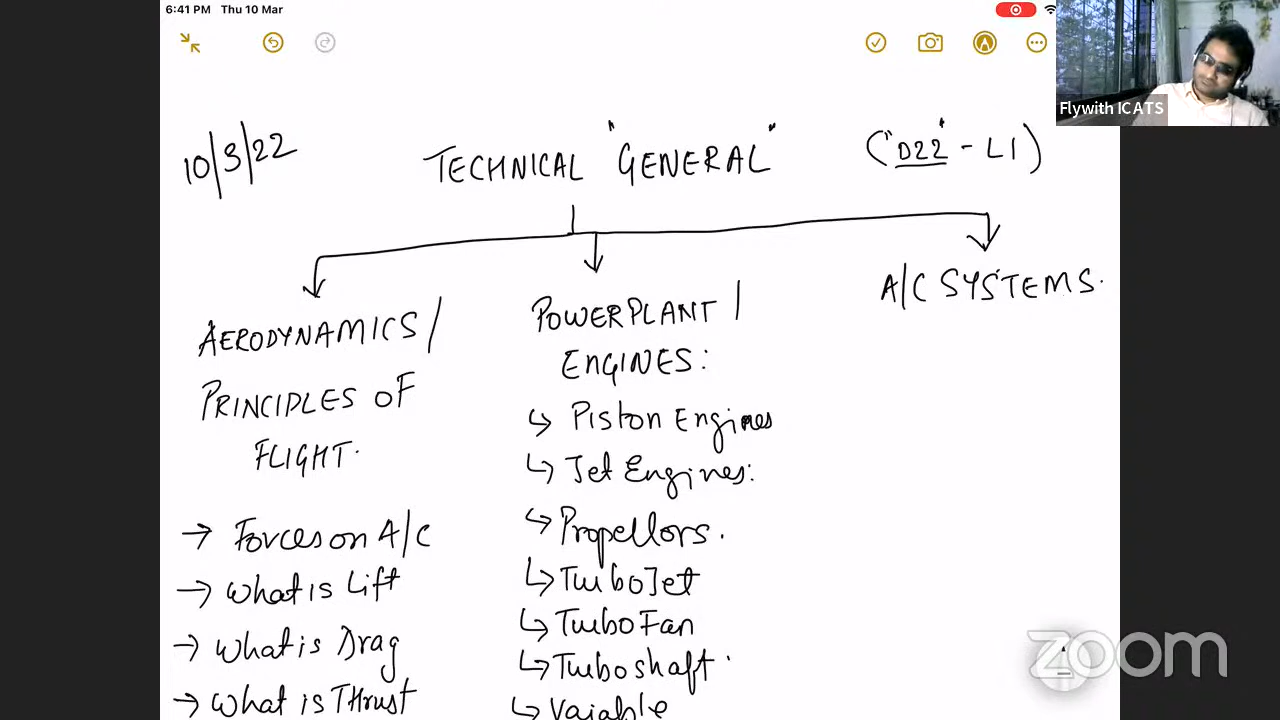 6:41 PM Thu 10 Mar
Flywith ICATS
10/3/22
TECHNICAL "GENERAL"
("D22" - L1)
AERODYNAMICS/
PRINCIPLES OF
FLIGHT.
→ Forces on A/C
→ What is Lift
→ What is Drag
→ What is Thrust
POWERPLANT/
ENGINES:
↳ Piston Engines
↳ Jet Engines:
↳ Propellors.
↳ TurboJet
↳ TurboFan
↳ Turboshaft.
↳ Vaiable
A/C SYSTEMS.
zoom